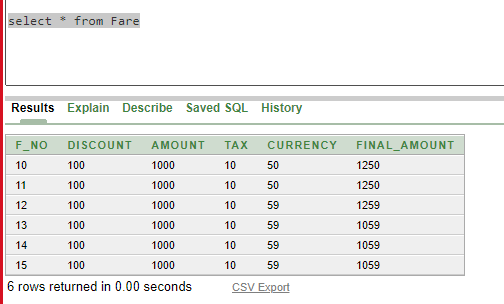 select * from Fare
Results Explain Describe Saved SQL History
F_NO DISCOUNT AMOUNT TAX CURRENCY FINAL_AMOUNT
10 100 1000 10 50 1250
11 100 1000 10 50 1250
12 100 1000 10 59 1259
13 100 1000 10 59 1059
14 100 1000 10 59 1059
15 100 1000 10 59 1059
6 rows returned in 0.00 seconds CSV Export